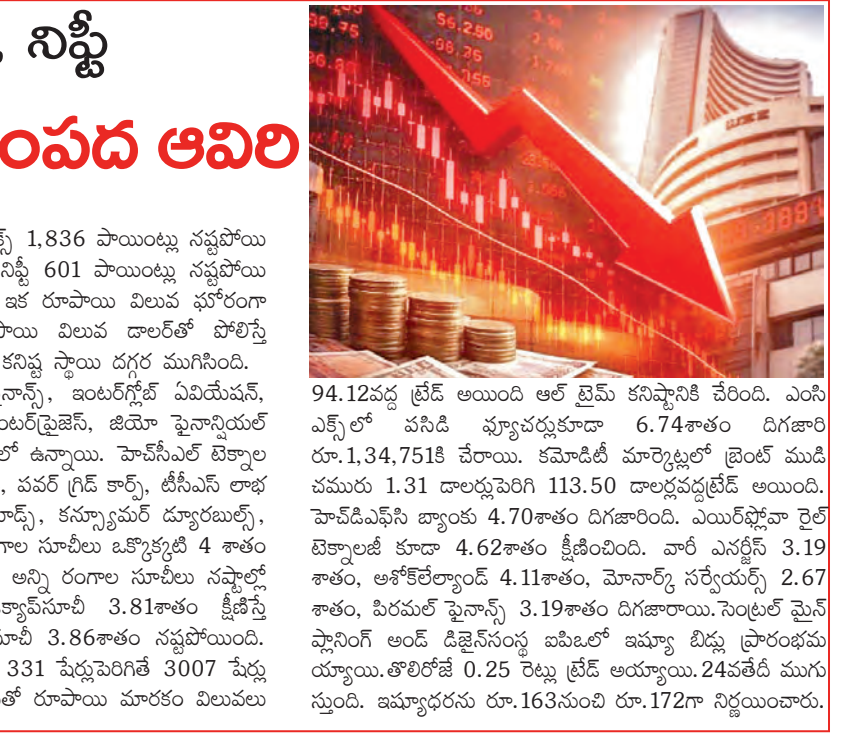 , నిఫ్టీ
ంపద ఆవిరి
క్స్ 1,836 పాయింట్లు నష్టపోయి
నిఫ్టీ 601 పాయింట్లు నష్టపోయి
ఇక రూపాయి విలువ ఘోరంగా
పాయి విలువ డాలర్‌తో పోలిస్తే
కనిష్ట స్థాయి దగ్గర ముగిసింది.
ైనాన్స్, ఇంటర్‌గ్లోబ్ ఏవియేషన్,
ంటర్‌ప్రైజెస్, జియో ఫైనాన్షియల్
లో ఉన్నాయి. హెచ్‌సీఎల్ టెక్నాల
, పవర్ గ్రిడ్ కార్ప్, టీసీఎస్ లాభ
డ్స్, కన్స్యూమర్ డ్యూరబుల్స్,
గాల సూచీలు ఒక్కొక్కటి 4 శాతం
అన్ని రంగాల సూచీలు నష్టాల్లో
క్యాప్‌సూచీ 3.81శాతం క్షీణిస్తే
సూచీ 3.86శాతం నష్టపోయింది.
331 షేర్లుపెరిగితే 3007 షేర్లు
తో రూపాయి మారకం విలువలు
94.12వద్ద ట్రేడ్ అయింది ఆల్ టైమ్ కనిష్టానికి చేరింది. ఎంసి
ఎక్స్‌లో పసిడి ఫ్యూచర్లుకూడా 6.74శాతం దిగజారి
రూ.1,34,751కి చేరాయి. కమోడిటీ మార్కెట్లలో బ్రెంట్ ముడి
చమురు 1.31 డాలర్లుపెరిగి 113.50 డాలర్లవద్దట్రేడ్ అయింది.
హెచ్‌డిఎఫ్‌సి బ్యాంకు 4.70శాతం దిగజారింది. ఎయిర్‌ఫ్లోవా రైల్
టెక్నాలజీ కూడా 4.62శాతం క్షీణించింది. వారీ ఎనర్జీస్ 3.19
శాతం, అశోక్‌లేల్యాండ్ 4.11శాతం, మోనార్క్ సర్వేయర్స్ 2.67
శాతం, పిరమల్ ఫైనాన్స్ 3.19శాతం దిగజారాయి.సెంట్రల్ మైన్
ప్లానింగ్ అండ్ డిజైన్‌సంస్థ ఐపిఒలో ఇష్యూ బిడ్లు ప్రారంభమ
య్యాయి.తొలిరోజే 0.25 రెట్లు ట్రేడ్ అయ్యాయి.24వతేదీ ముగు
స్తుంది. ఇష్యూధరను రూ.163నుంచి రూ.172గా నిర్ణయించారు.